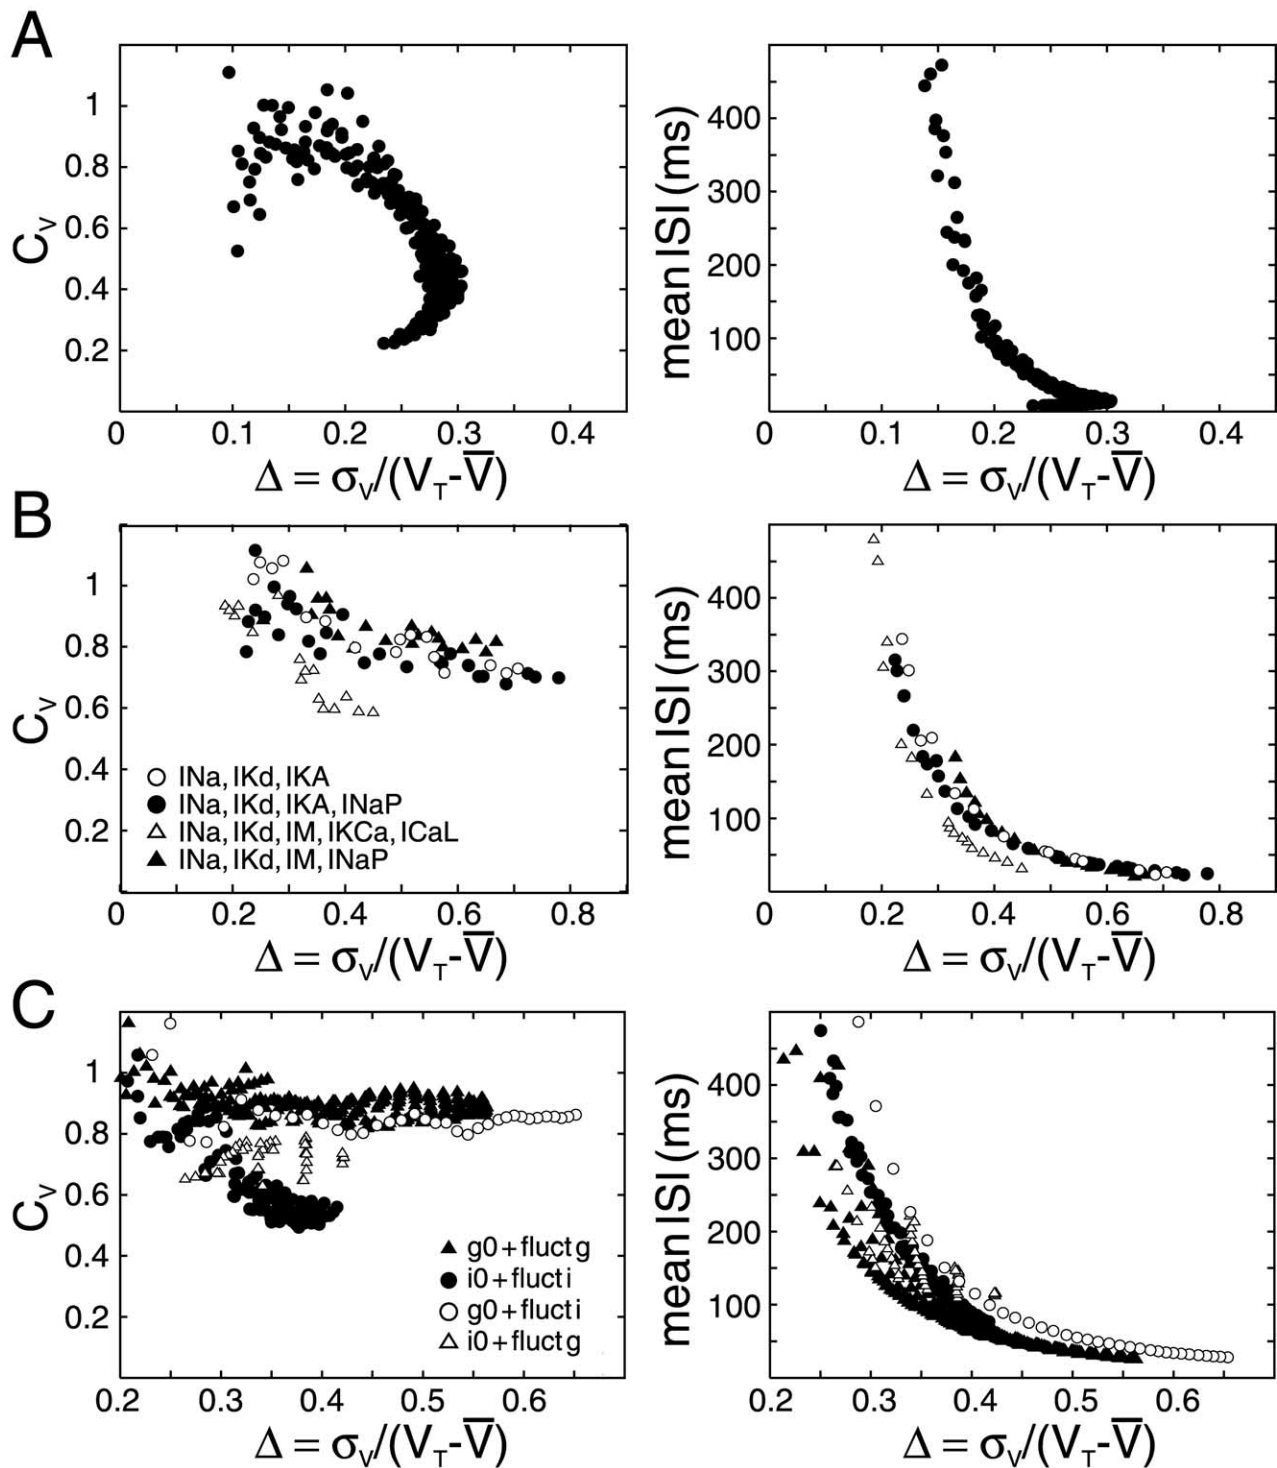 A
1
0.8
0.6
0.4
0.2
C_V
0 0.1 0.2 0.3 0.4
Δ = σ_V/(V_T-V̅)
400
300
200
100
mean ISI (ms)
0 0.1 0.2 0.3 0.4
Δ = σ_V/(V_T-V̅)
B
1
0.8
0.6
0.4
0.2
C_V
INa, IKd, IKA
INa, IKd, IKA, INaP
INa, IKd, IM, IKCa, ICaL
INa, IKd, IM, INaP
0 0.2 0.4 0.6 0.8
Δ = σ_V/(V_T-V̅)
400
300
200
100
mean ISI (ms)
0 0.2 0.4 0.6 0.8
Δ = σ_V/(V_T-V̅)
C
1
0.8
0.6
0.4
0.2
C_V
g0+fluct g
i0+fluct i
g0+fluct i
i0+fluct g
0.2 0.3 0.4 0.5 0.6
Δ = σ_V/(V_T-V̅)
400
300
200
100
mean ISI (ms)
0.2 0.3 0.4 0.5 0.6
Δ = σ_V/(V_T-V̅)